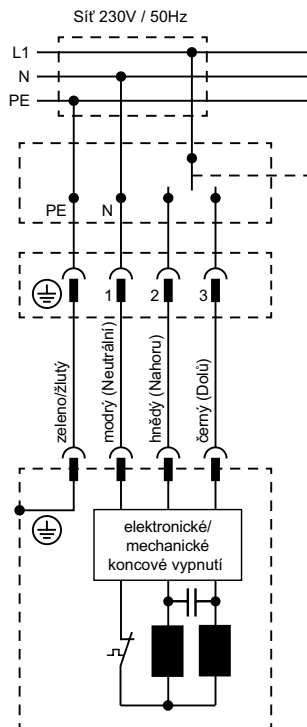 Síť 230V / 50Hz
L1
N
PE
PE
N
1
2
3
zeleno/žlutý
modrý (Neutrální)
hnědý (Nahoru)
černý (Dolů)
elektronické/
mechanické
koncové vypnutí